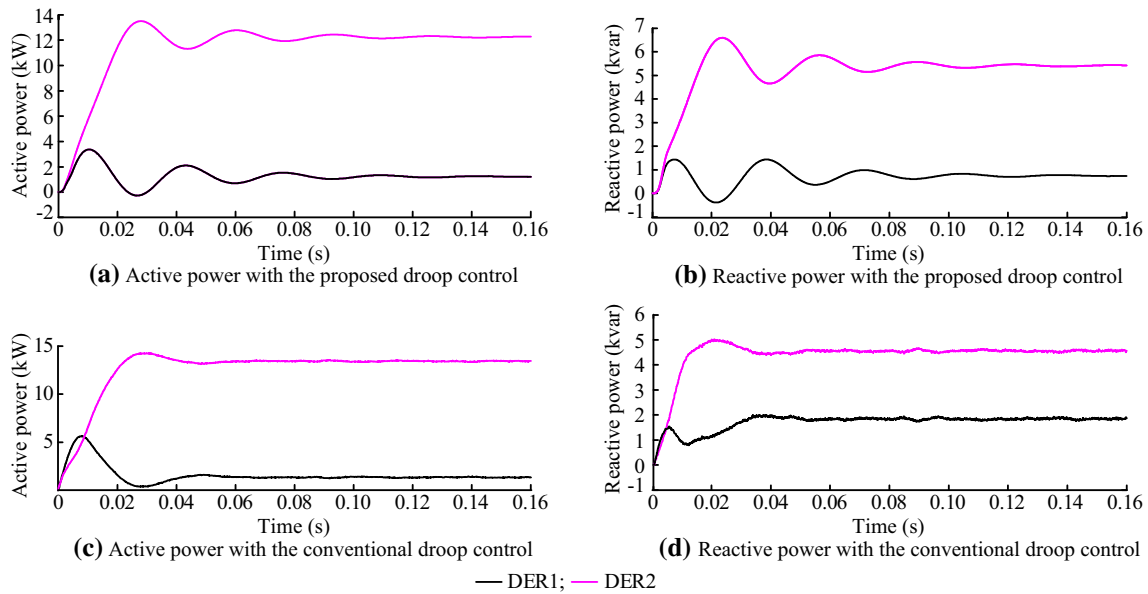 Active power (kW)
14
12
10
8
6
4
2
0
-2
0 0.02 0.04 0.06 0.08 0.10 0.12 0.14 0.16
Time (s)
(a) Active power with the proposed droop control
Reactive power (kvar)
7
6
5
4
3
2
1
0
-1
0 0.02 0.04 0.06 0.08 0.10 0.12 0.14 0.16
Time (s)
(b) Reactive power with the proposed droop control
Active power (kW)
15
10
5
0 0.02 0.04 0.06 0.08 0.10 0.12 0.14 0.16
Time (s)
(c) Active power with the conventional droop control
Reactive power (kvar)
6
5
4
3
2
1
0
-1
0 0.02 0.04 0.06 0.08 0.10 0.12 0.14 0.16
Time (s)
(d) Reactive power with the conventional droop control
DER1; DER2